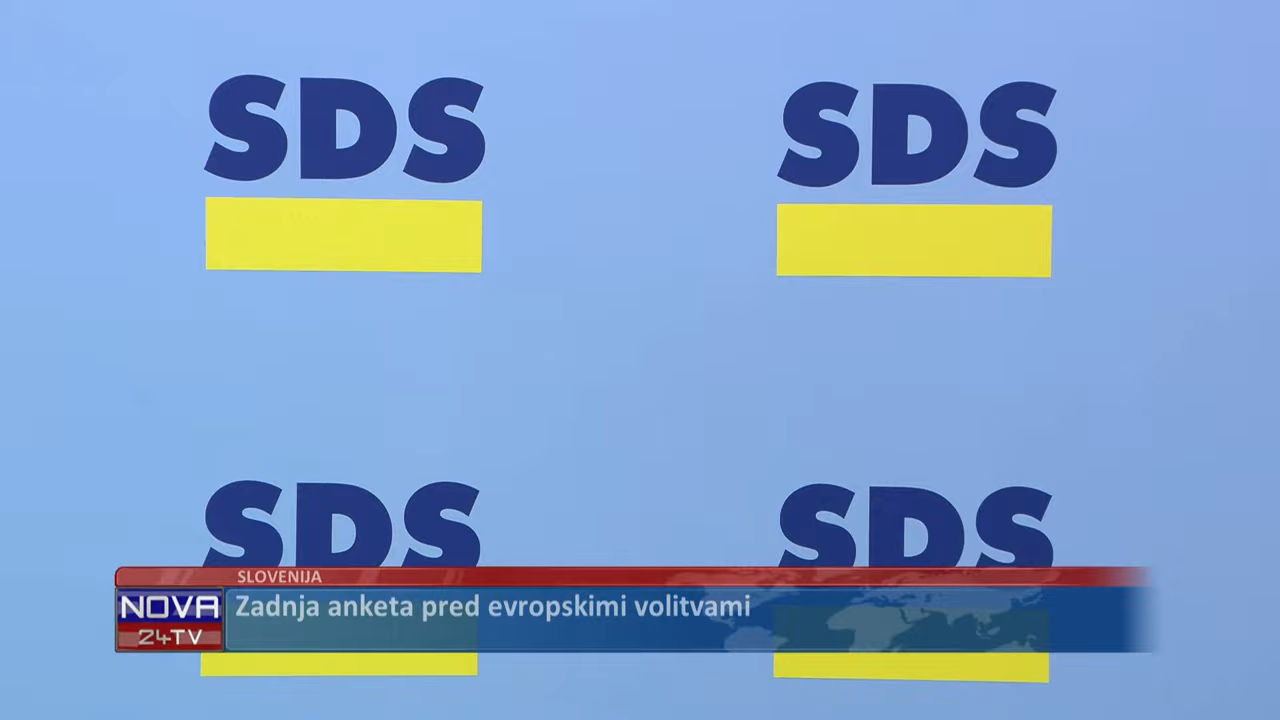 SDS SDS
SDS SDS
SLOVENIJA
NOVA
24TV
Zadnja anketa pred evropskimi volitvami